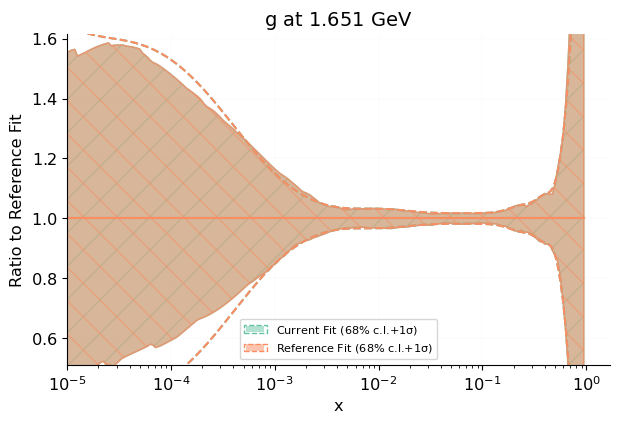 g at 1.651 GeV
Ratio to Reference Fit
1.6
1.4
1.2
1.0
0.8
0.6
Current Fit (68% c.l.+1σ)
Reference Fit (68% c.l.+1σ)
10⁻⁵ 10⁻⁴ 10⁻³ 10⁻² 10⁻¹ 10⁰
x